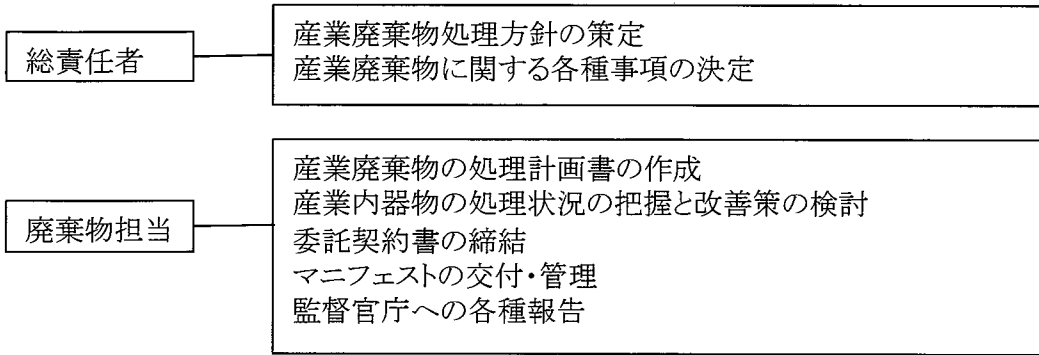 総責任者
産業廃棄物処理方針の策定
産業廃棄物に関する各種事項の決定
廃棄物担当
産業廃棄物の処理計画書の作成
産業内器物の処理状況の把握と改善策の検討
委託契約書の締結
マニフェストの交付・管理
監督官庁への各種報告